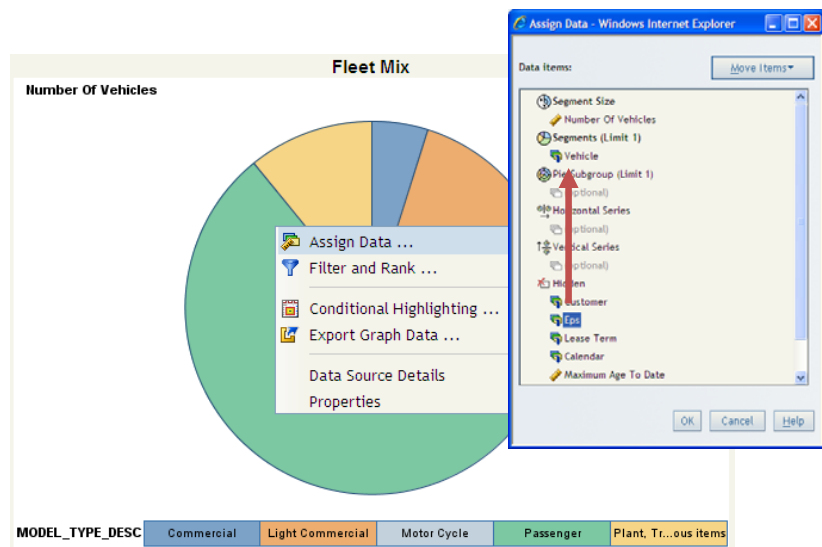 Fleet Mix
Number Of Vehicles
Assign Data ...
Filter and Rank ...
Conditional Highlighting ...
Export Graph Data ...
Data Source Details
Properties
MODEL_TYPE_DESC
Commercial
Light Commercial
Motor Cycle
Passenger
Plant, Tr...ous items
Assign Data - Windows Internet Explorer
Data Items:
Move Items
Segment Size
Number Of Vehicles
Segments (Limit 1)
Vehicle
Pie Subgroup (Limit 1)
(optional)
Horizontal Series
(optional)
Vertical Series
(optional)
Hidden
Customer
Eps
Lease Term
Calendar
Maximum Age To Date
OK
Cancel
Help